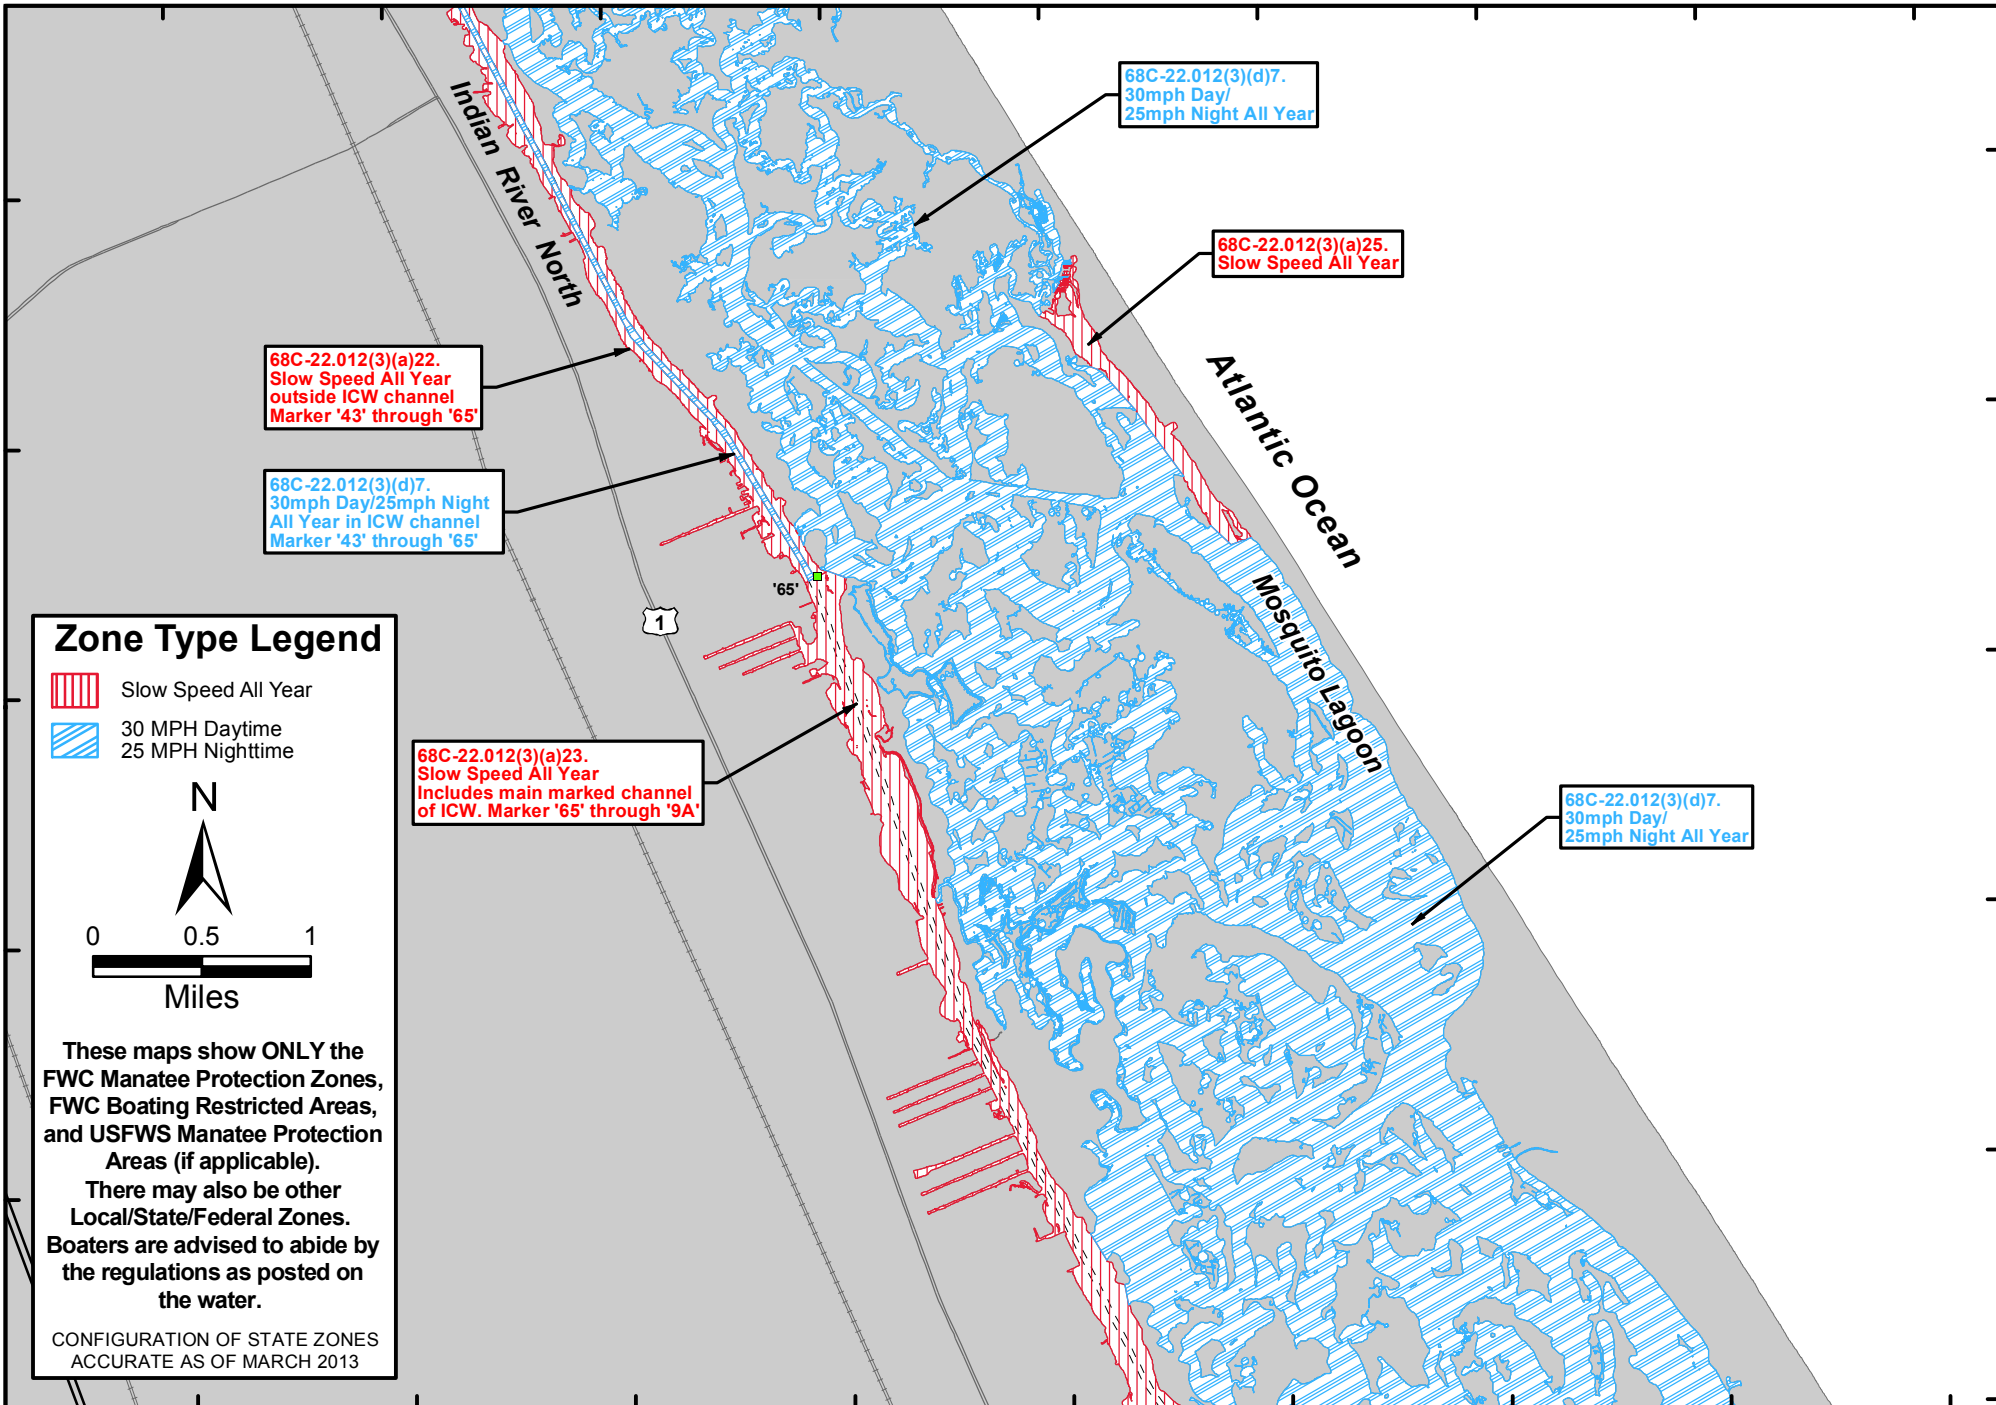 68C-22.012(3)(d)7.
30mph Day/
25mph Night All Year
Indian River North
68C-22.012(3)(a)25.
Slow Speed All Year
68C-22.012(3)(a)22.
Slow Speed All Year
outside ICW channel
Marker '43' through '65'
Atlantic Ocean
68C-22.012(3)(d)7.
30mph Day/25mph Night
All Year in ICW channel
Marker '43' through '65'
'65'
1
Mosquito Lagoon
68C-22.012(3)(a)23.
Slow Speed All Year
Includes main marked channel
of ICW. Marker '65' through '9A'
68C-22.012(3)(d)7.
30mph Day/
25mph Night All Year
Zone Type Legend
Slow Speed All Year
30 MPH Daytime
25 MPH Nighttime
N
0 0.5 1
Miles
These maps show ONLY the
FWC Manatee Protection Zones,
FWC Boating Restricted Areas,
and USFWS Manatee Protection
Areas (if applicable).
There may also be other
Local/State/Federal Zones.
Boaters are advised to abide by
the regulations as posted on
the water.
CONFIGURATION OF STATE ZONES
ACCURATE AS OF MARCH 2013